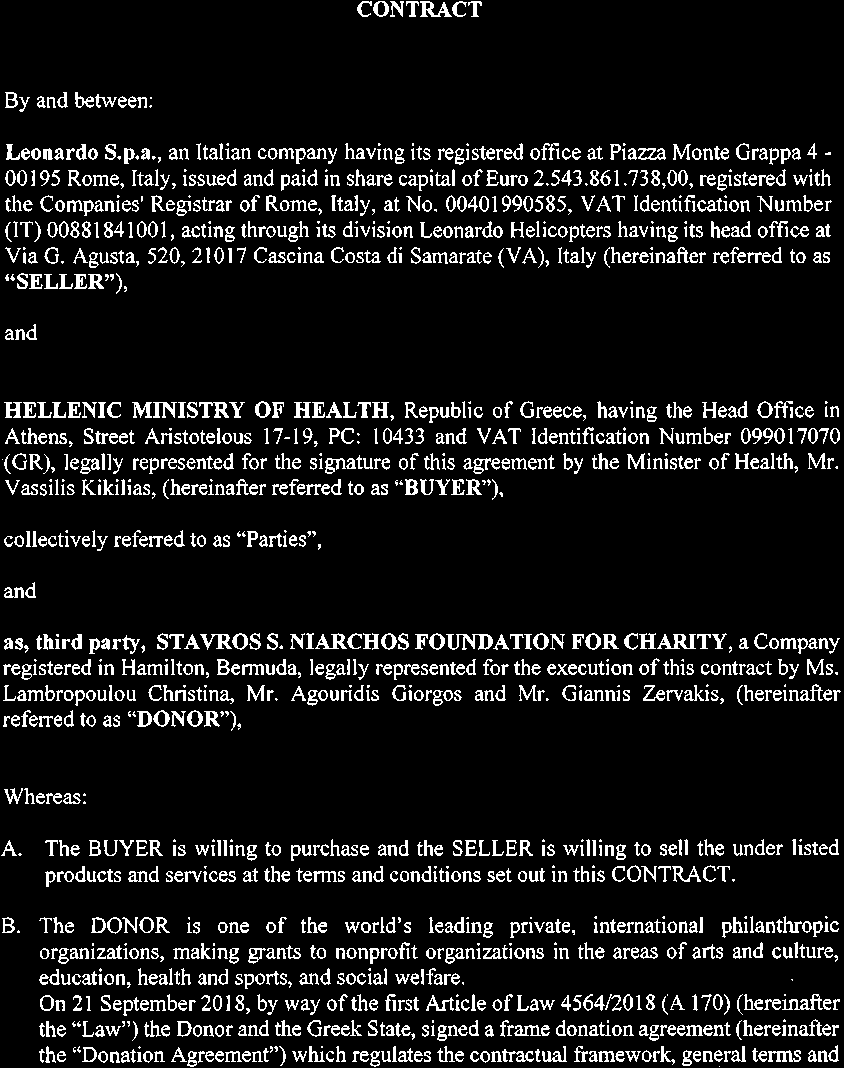 CONTRACT
By and between:
Leonardo S.p.a., an Italian company having its registered office at Piazza Monte Grappa 4 -
00195 Rome, Italy, issued and paid in share capital of Euro 2.543.861.738,00, registered with
the Companies' Registrar of Rome, Italy, at No. 00401990585, VAT Identification Number
(IT) 00881841001, acting through its division Leonardo Helicopters having its head office at
Via G. Agusta, 520, 21017 Cascina Costa di Samarate (VA), Italy (hereinafter referred to as
“SELLER”),
and
HELLENIC MINISTRY OF HEALTH, Republic of Greece, having the Head Office in
Athens, Street Aristotelous 17-19, PC: 10433 and VAT Identification Number 099017070
(GR), legally represented for the signature of this agreement by the Minister of Health, Mr.
Vassilis Kikilias, (hereinafter referred to as “BUYER”),
collectively referred to as “Parties”,
and
as, third party, STAVROS S. NIARCHOS FOUNDATION FOR CHARITY, a Company
registered in Hamilton, Bermuda, legally represented for the execution of this contract by Ms.
Lambropoulou Christina, Mr. Agouridis Giorgos and Mr. Giannis Zervakis, (hereinafter
referred to as “DONOR”),
Whereas:
A. The BUYER is willing to purchase and the SELLER is willing to sell the under listed
products and services at the terms and conditions set out in this CONTRACT.
B. The DONOR is one of the world's leading private, international philanthropic
organizations, making grants to nonprofit organizations in the areas of arts and culture,
education, health and sports, and social welfare.
On 21 September 2018, by way of the first Article of Law 4564/2018 (A 170) (hereinafter
the “Law”) the Donor and the Greek State, signed a frame donation agreement (hereinafter
the “Donation Agreement”) which regulates the contractual framework, general terms and